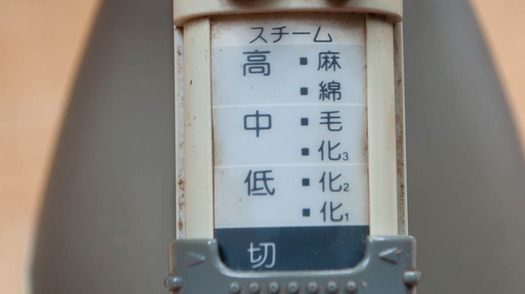 スチーム
高 ▪ 麻
▪ 綿
中 ▪ 毛
▪ 化₃
低 ▪ 化₂
▪ 化₁
切